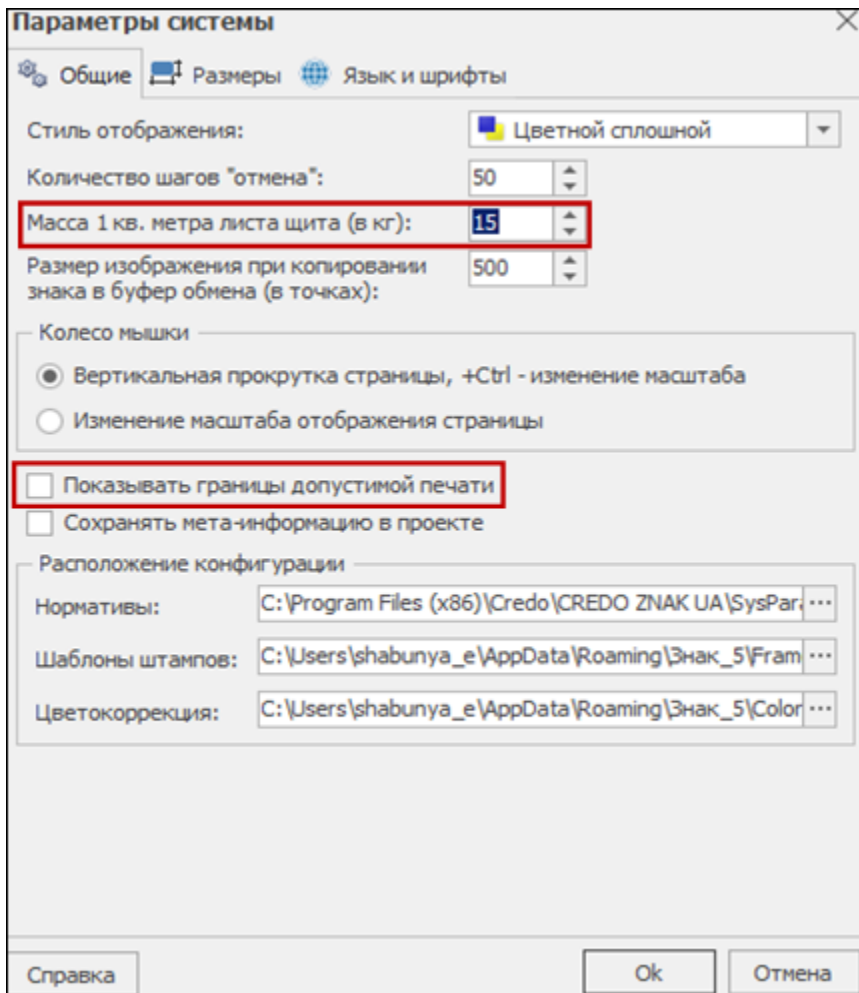 Параметры системы
Общие Размеры Язык и шрифты
Стиль отображения: Цветной сплошной
Количество шагов "отмена": 50
Масса 1 кв. метра листа щита (в кг): 15
Размер изображения при копировании 500
знака в буфер обмена (в точках):
Колесо мышки
Вертикальная прокрутка страницы, +Ctrl - изменение масштаба
Изменение масштаба отображения страницы
Показывать границы допустимой печати
Сохранять мета-информацию в проекте
Расположение конфигурации
Нормативы: C:\Program Files (x86)\Credo\CREDO ZNAK UA\SysPara ...
Шаблоны штампов: C:\Users\shabunya_e\AppData\Roaming\Знак_5\Fram ...
Цветокоррекция: C:\Users\shabunya_e\AppData\Roaming\Знак_5\Color ...
Справка Ok Отмена